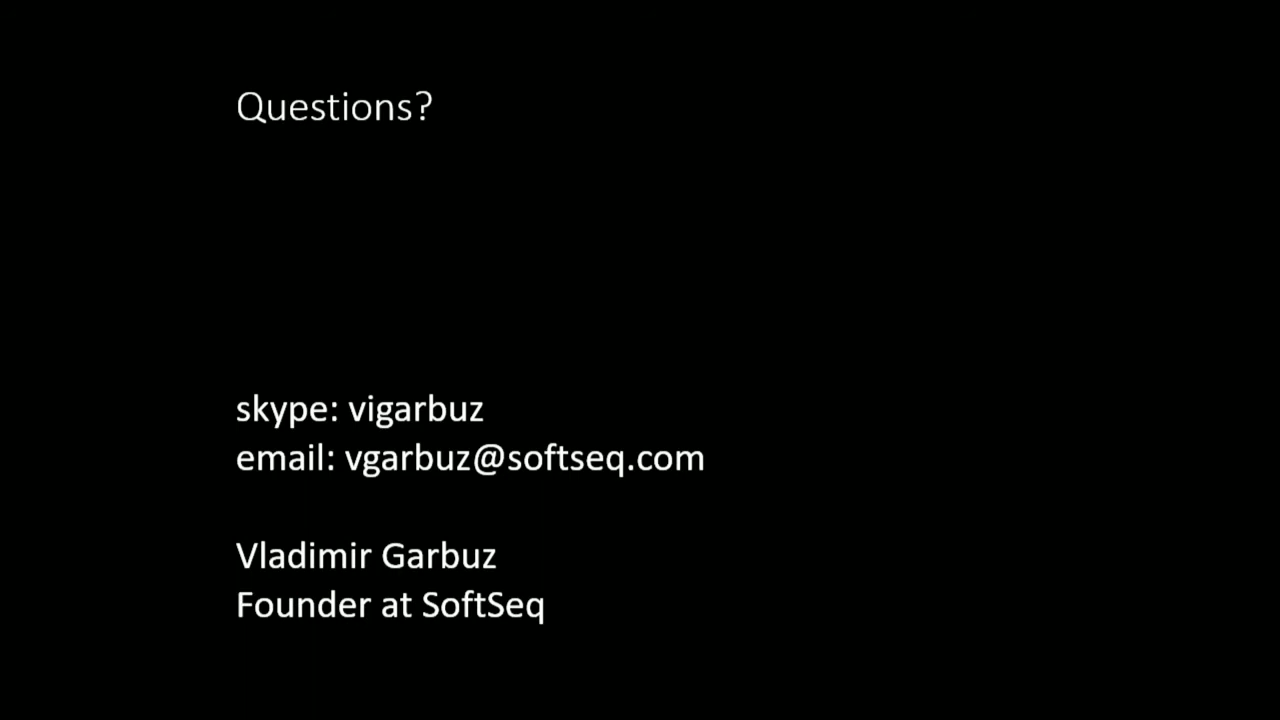 Questions?
skype: vigarbuz
email: vgarbuz@softseq.com
Vladimir Garbuz
Founder at SoftSeq